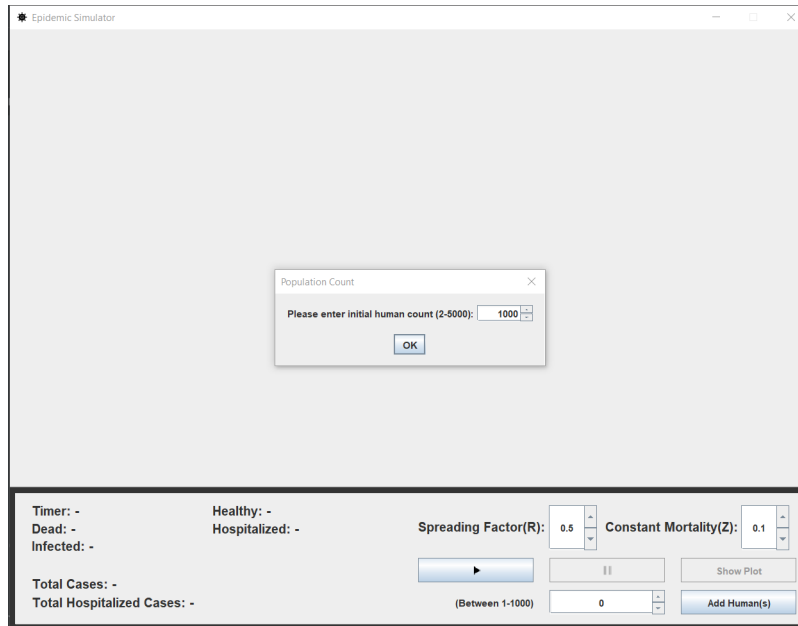 Epidemic Simulator
Population Count
Please enter initial human count (2-5000): 1000
OK
Timer: - Healthy: -
Dead: - Hospitalized: -
Infected: -
Spreading Factor(R): 0.5 Constant Mortality(Z): 0.1
Show Plot
Total Cases: -
Total Hospitalized Cases: -
(Between 1-1000) 0 Add Human(s)